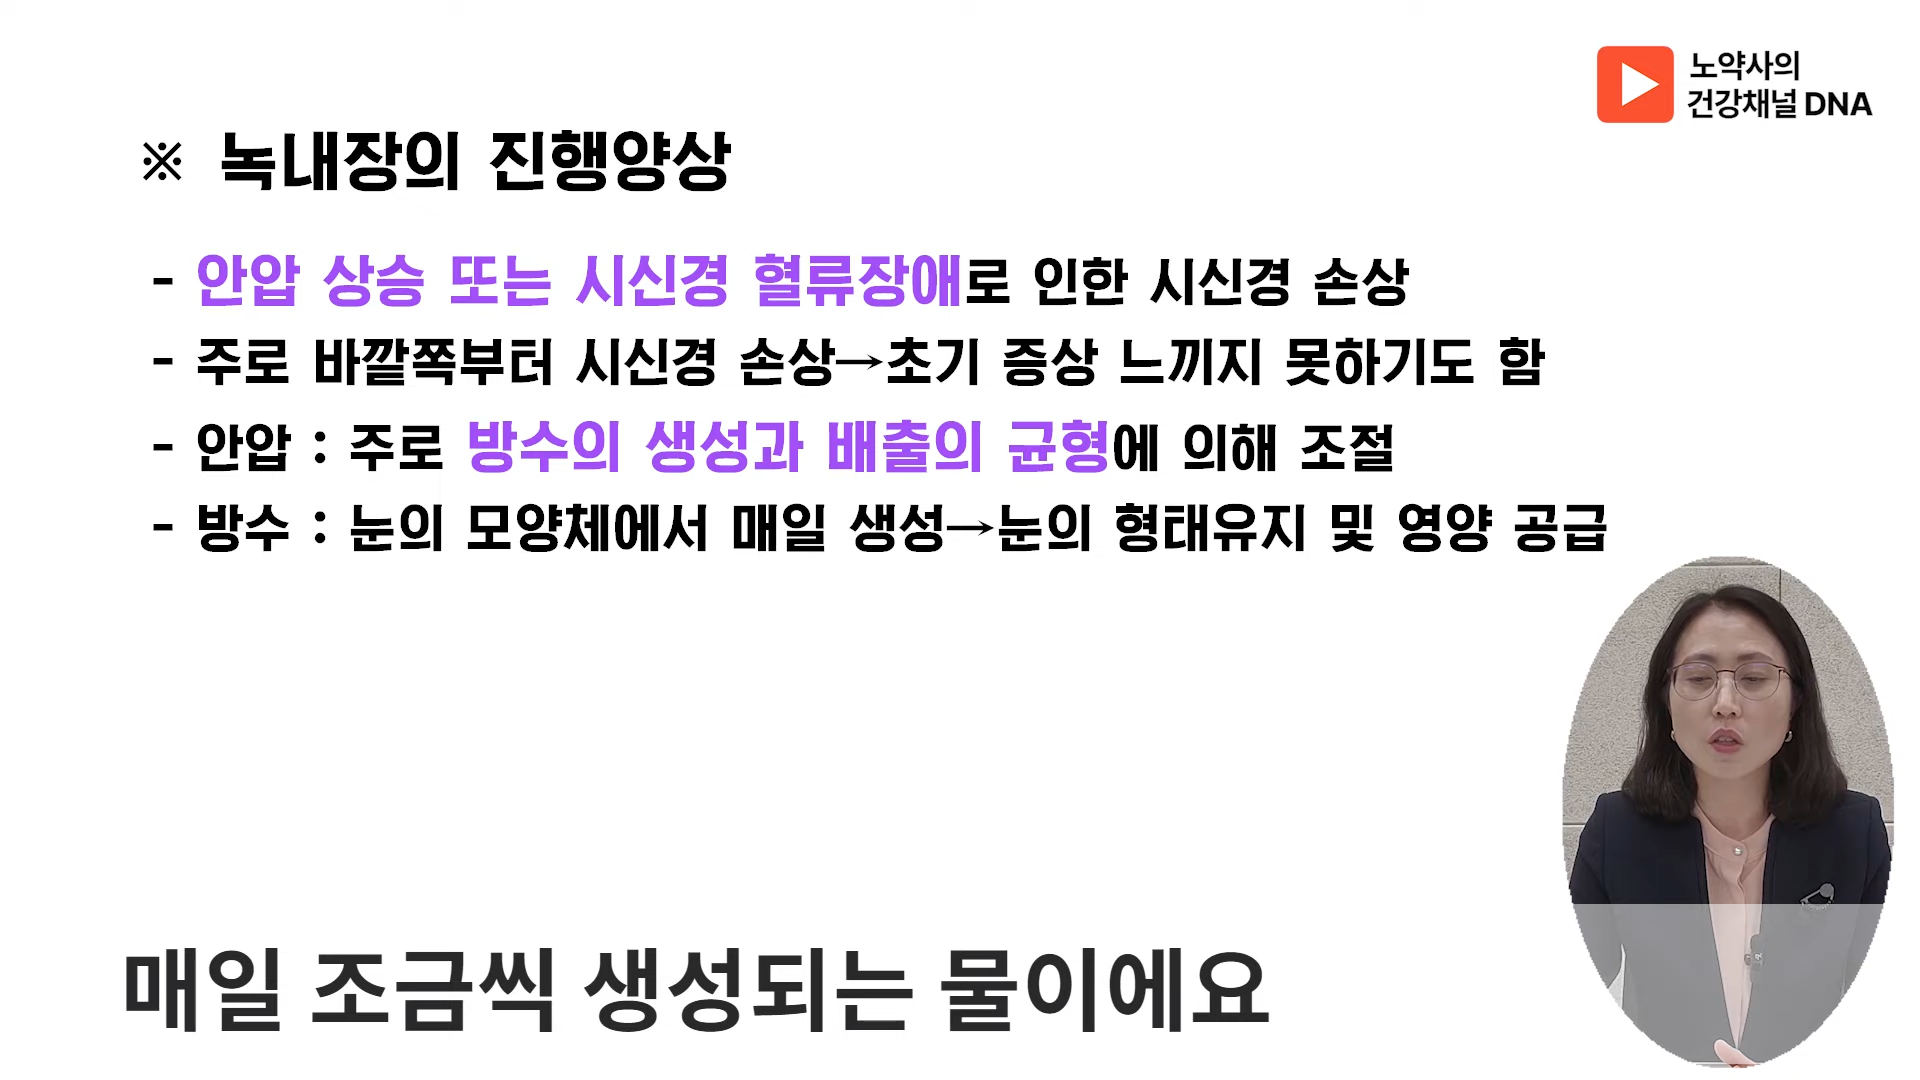 노약사의
건강채널 DNA
※ 녹내장의 진행양상
- 안압 상승 또는 시신경 혈류장애로 인한 시신경 손상
- 주로 바깥쪽부터 시신경 손상→초기 증상 느끼지 못하기도 함
- 안압 : 주로 방수의 생성과 배출의 균형에 의해 조절
- 방수 : 눈의 모양체에서 매일 생성→눈의 형태유지 및 영양 공급
매일 조금씩 생성되는 물이에요